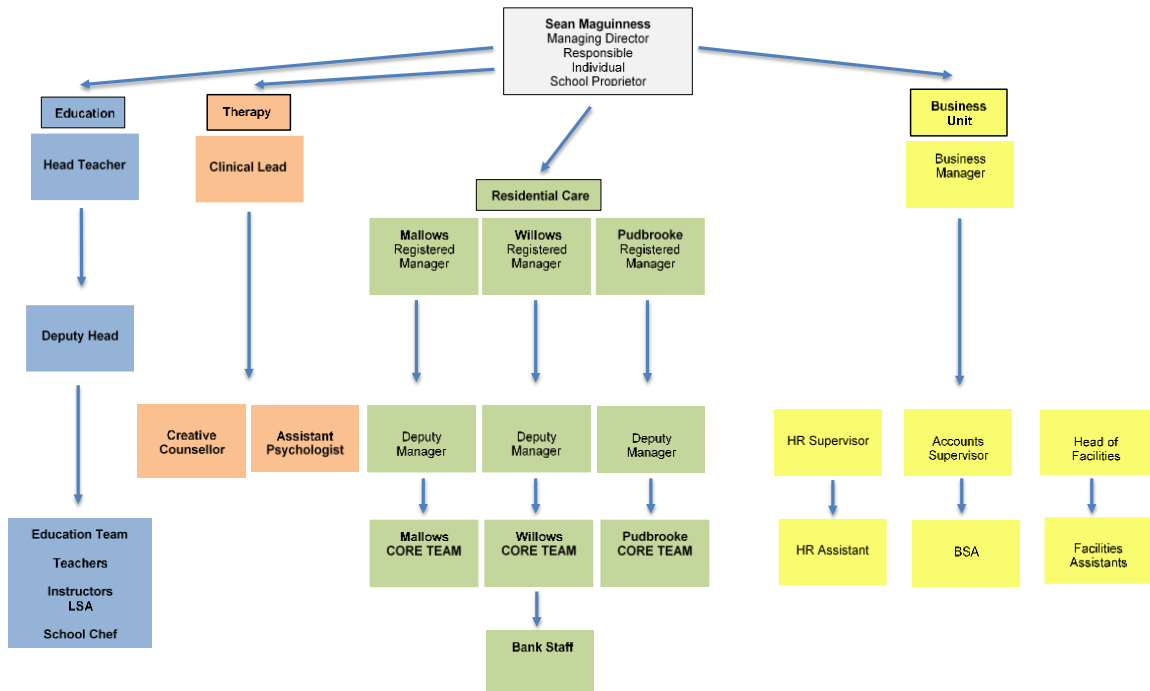 Sean Maguinness
Managing Director
Responsible
Individual
School Proprietor
Education
Head Teacher
Deputy Head
Education Team
Teachers
Instructors
LSA
School Chef
Therapy
Clinical Lead
Creative
Counsellor
Assistant
Psychologist
Residential Care
Mallows
Registered
Manager
Willows
Registered
Manager
Pudbrooke
Registered
Manager
Deputy
Manager
Deputy
Manager
Deputy
Manager
Mallows
CORE TEAM
Willows
CORE TEAM
Pudbrooke
CORE TEAM
Bank Staff
Business
Unit
Business
Manager
HR Supervisor
Accounts
Supervisor
Head of
Facilities
HR Assistant
BSA
Facilities
Assistants